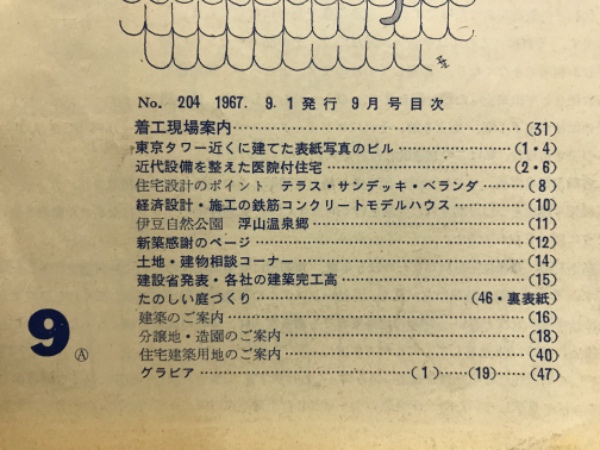 No. 204 1967. 9. 1発行 9月号目次
着工現場案内……………………………………(31)
東京タワー近くに建てた表紙写真のビル………………(1・4)
近代設備を整えた医院付住宅………………………(2・6)
住宅設計のポイント テラス・サンデッキ・ベランダ………(8)
経済設計・施工の鉄筋コンクリートモデルハウス…………(10)
伊豆自然公園 浮山温泉郷…………………………(11)
新築感謝のページ…………………………………(12)
土地・建物相談コーナー……………………………(14)
建設省発表・各社の建築完工高………………………(15)
たのしい庭づくり……………………………(46・裏表紙)
建築のご案内……………………………………(16)
分譲地・造園のご案内………………………………(18)
住宅建築用地のご案内………………………………(40)
グラビア……………………………(1)……(19)……(47)
9
Ⓐ